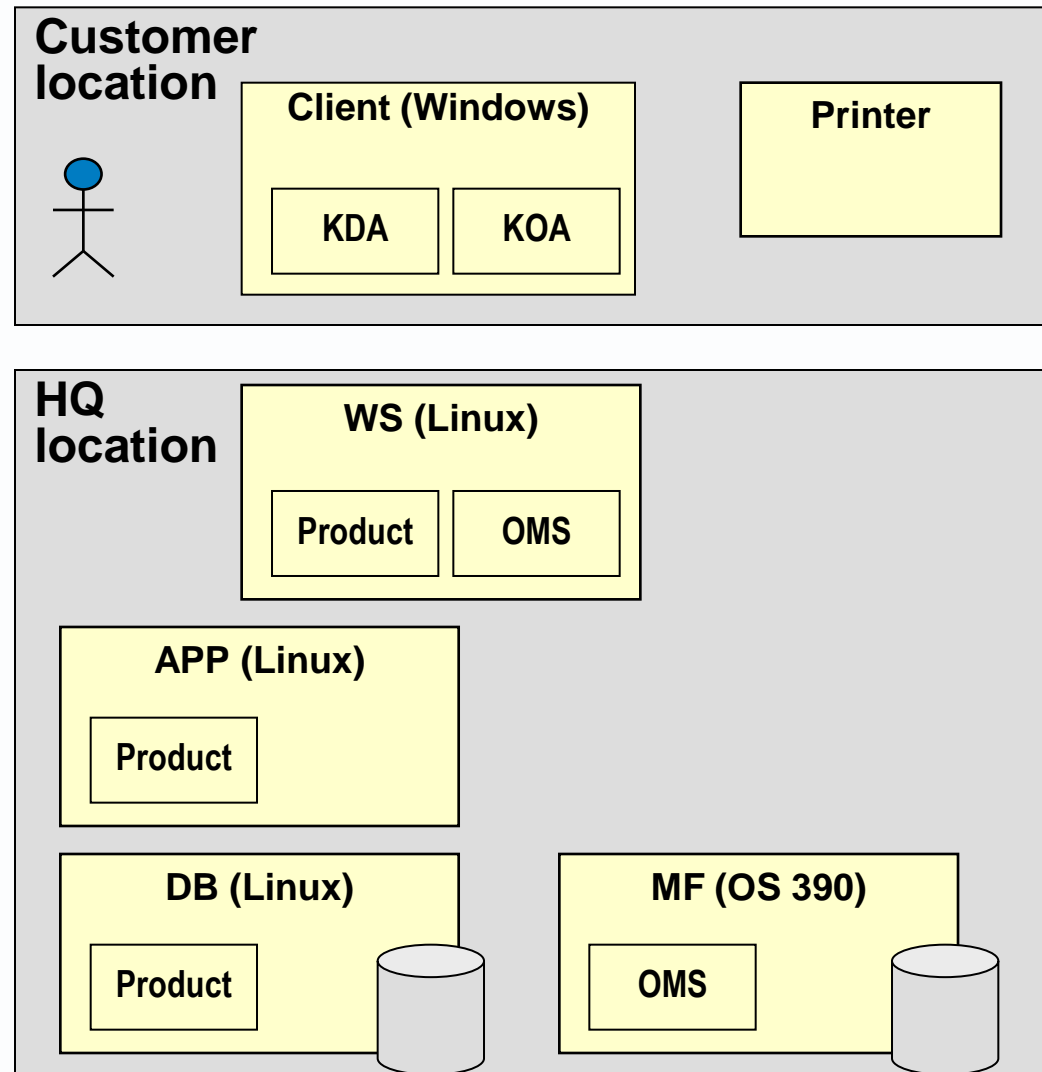 Customer
location
Client (Windows)
Printer
KDA
KOA
HQ
location
WS (Linux)
Product
OMS
APP (Linux)
Product
DB (Linux)
MF (OS 390)
Product
OMS